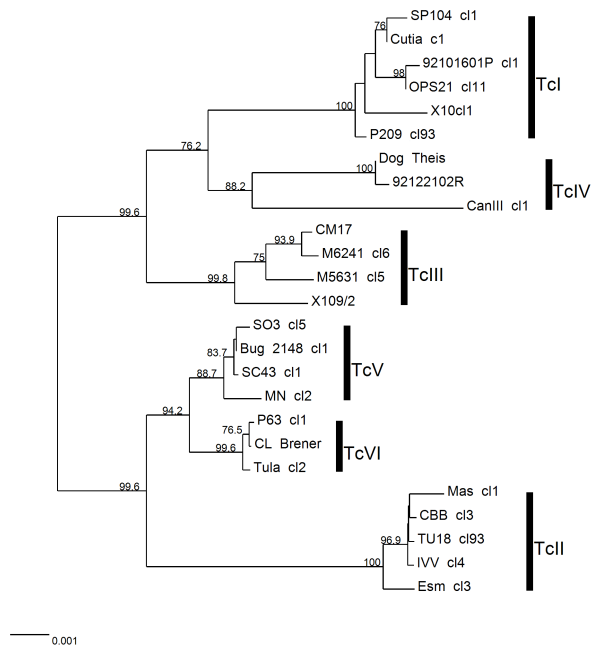 SP104 cl1
76
Cutia c1
92101601P cl1
98
OPS21 cl11
TcI
100
X10cl1
P209 cl93
76.2
Dog Theis
100
92122102R
TcIV
88.2
CanIII cl1
99.6
CM17
93.9
M6241 cl6
75
TcIII
99.8
M5631 cl5
X109/2
SO3 cl5
Bug 2148 cl1
83.7
TcV
88.7
SC43 cl1
MN cl2
94.2
P63 cl1
76.5
CL Brener
TcVI
99.6
Tula cl2
99.6
Mas cl1
CBB cl3
96.9
TU18 cl93
TcII
100
IVV cl4
Esm cl3
0.001